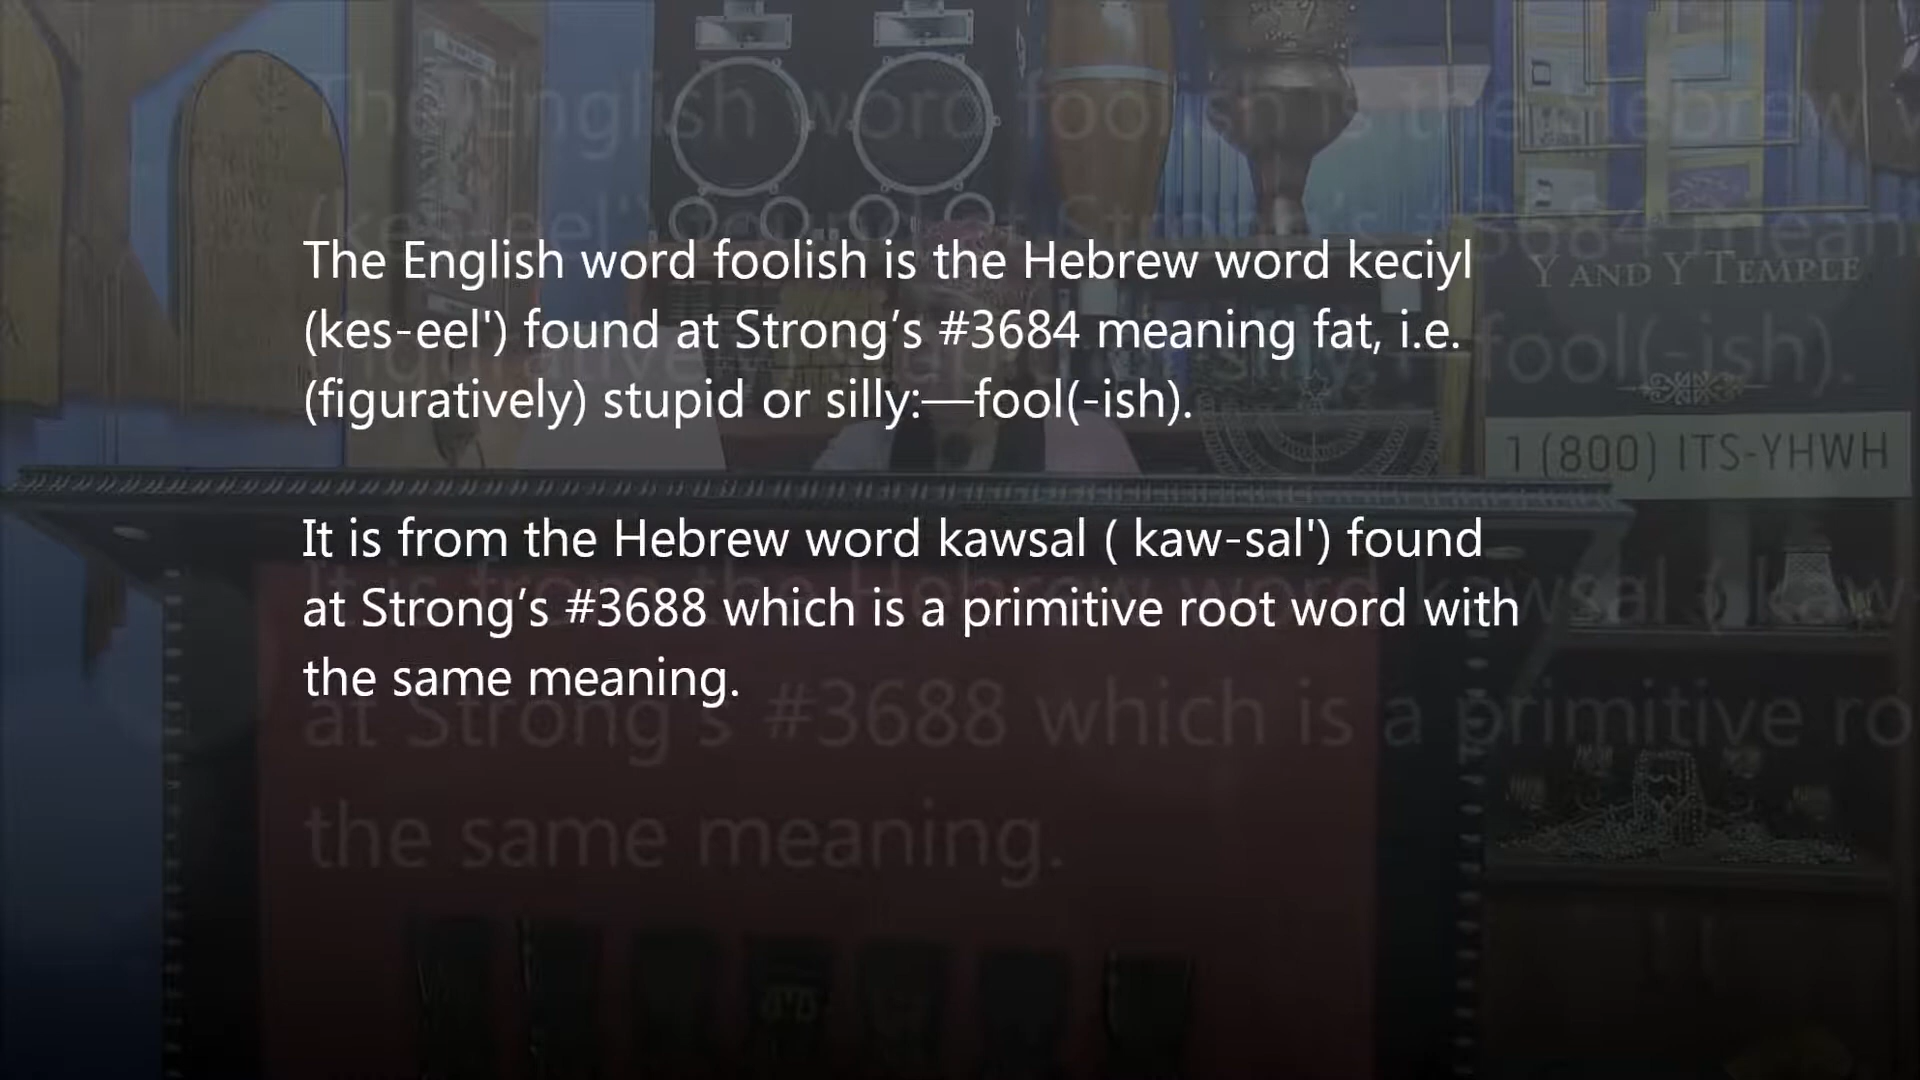 The English word foolish is the Hebrew word keciyl
(kes-eel') found at Strong’s #3684 meaning fat, i.e.
(figuratively) stupid or silly:—fool(-ish).
It is from the Hebrew word kawsal ( kaw-sal') found
at Strong’s #3688 which is a primitive root word with
the same meaning.
Y AND Y TEMPLE
1 (800) ITS-YHWH